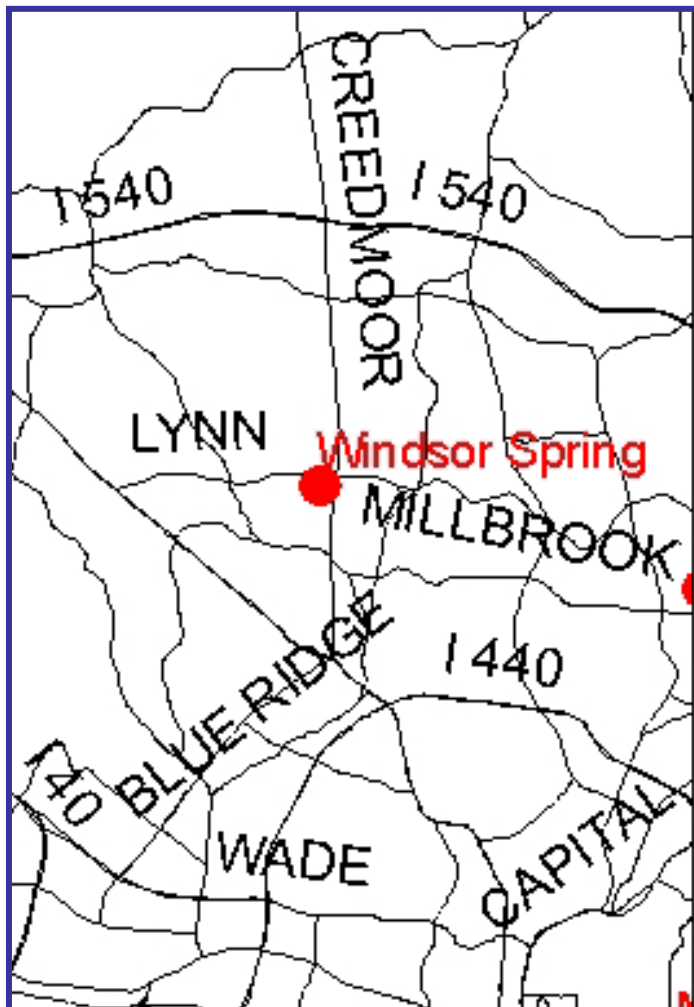 CREEDMOOR
I 540
I 540
LYNN
Windsor Spring
MILLBROOK
BLUE RIDGE
I 440
I 40
WADE
CAPITAL